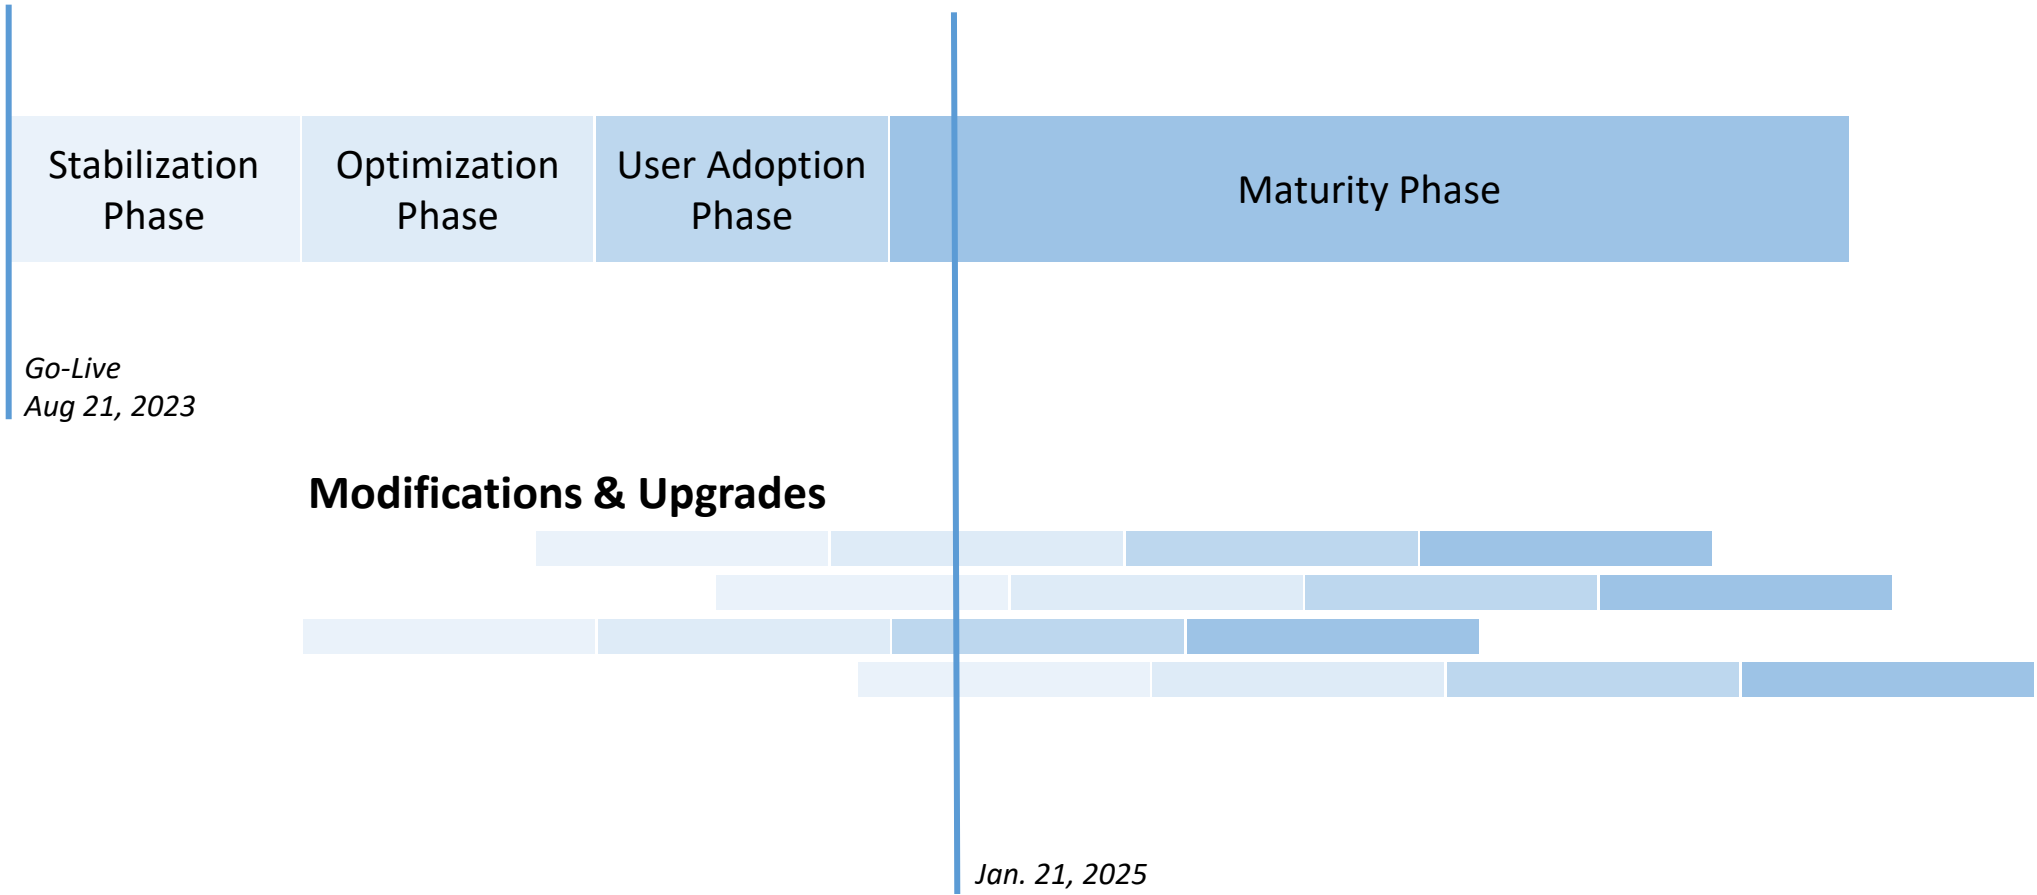 Stabilization
Phase
Optimization
Phase
User Adoption
Phase
Maturity Phase
Go-Live
Aug 21, 2023
Modifications & Upgrades
Jan. 21, 2025